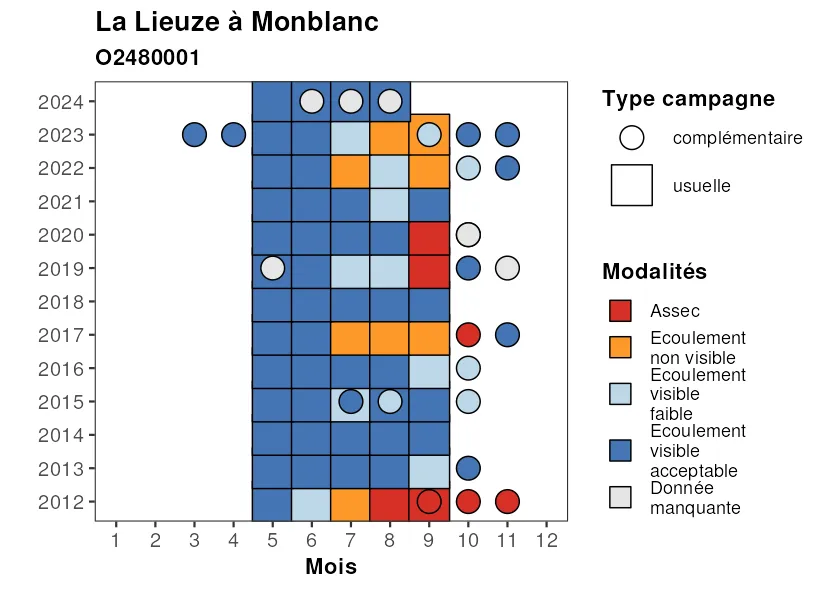 La Lieuze à Monblanc
O2480001
2024
2023
2022
2021
2020
2019
2018
2017
2016
2015
2014
2013
2012
1 2 3 4 5 6 7 8 9 10 11 12
Mois
Type campagne
complémentaire
usuelle
Modalités
Assec
Ecoulement
non visible
Ecoulement
visible
faible
Ecoulement
visible
acceptable
Donnée
manquante